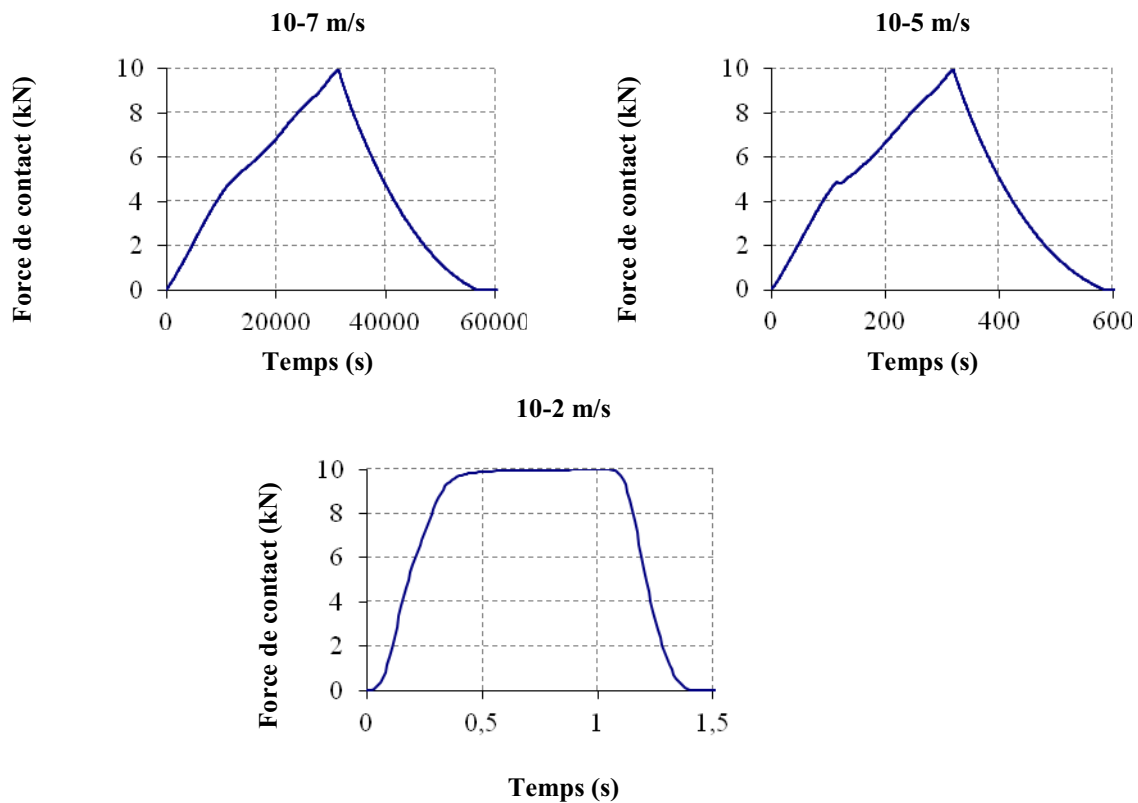 10-7 m/s
Force de contact (kN)
10
8
6
4
2
0
0 20000 40000 60000
Temps (s)
10-5 m/s
Force de contact (kN)
10
8
6
4
2
0
0 200 400 600
Temps (s)
10-2 m/s
Force de contact (kN)
10
8
6
4
2
0
0 0,5 1 1,5
Temps (s)